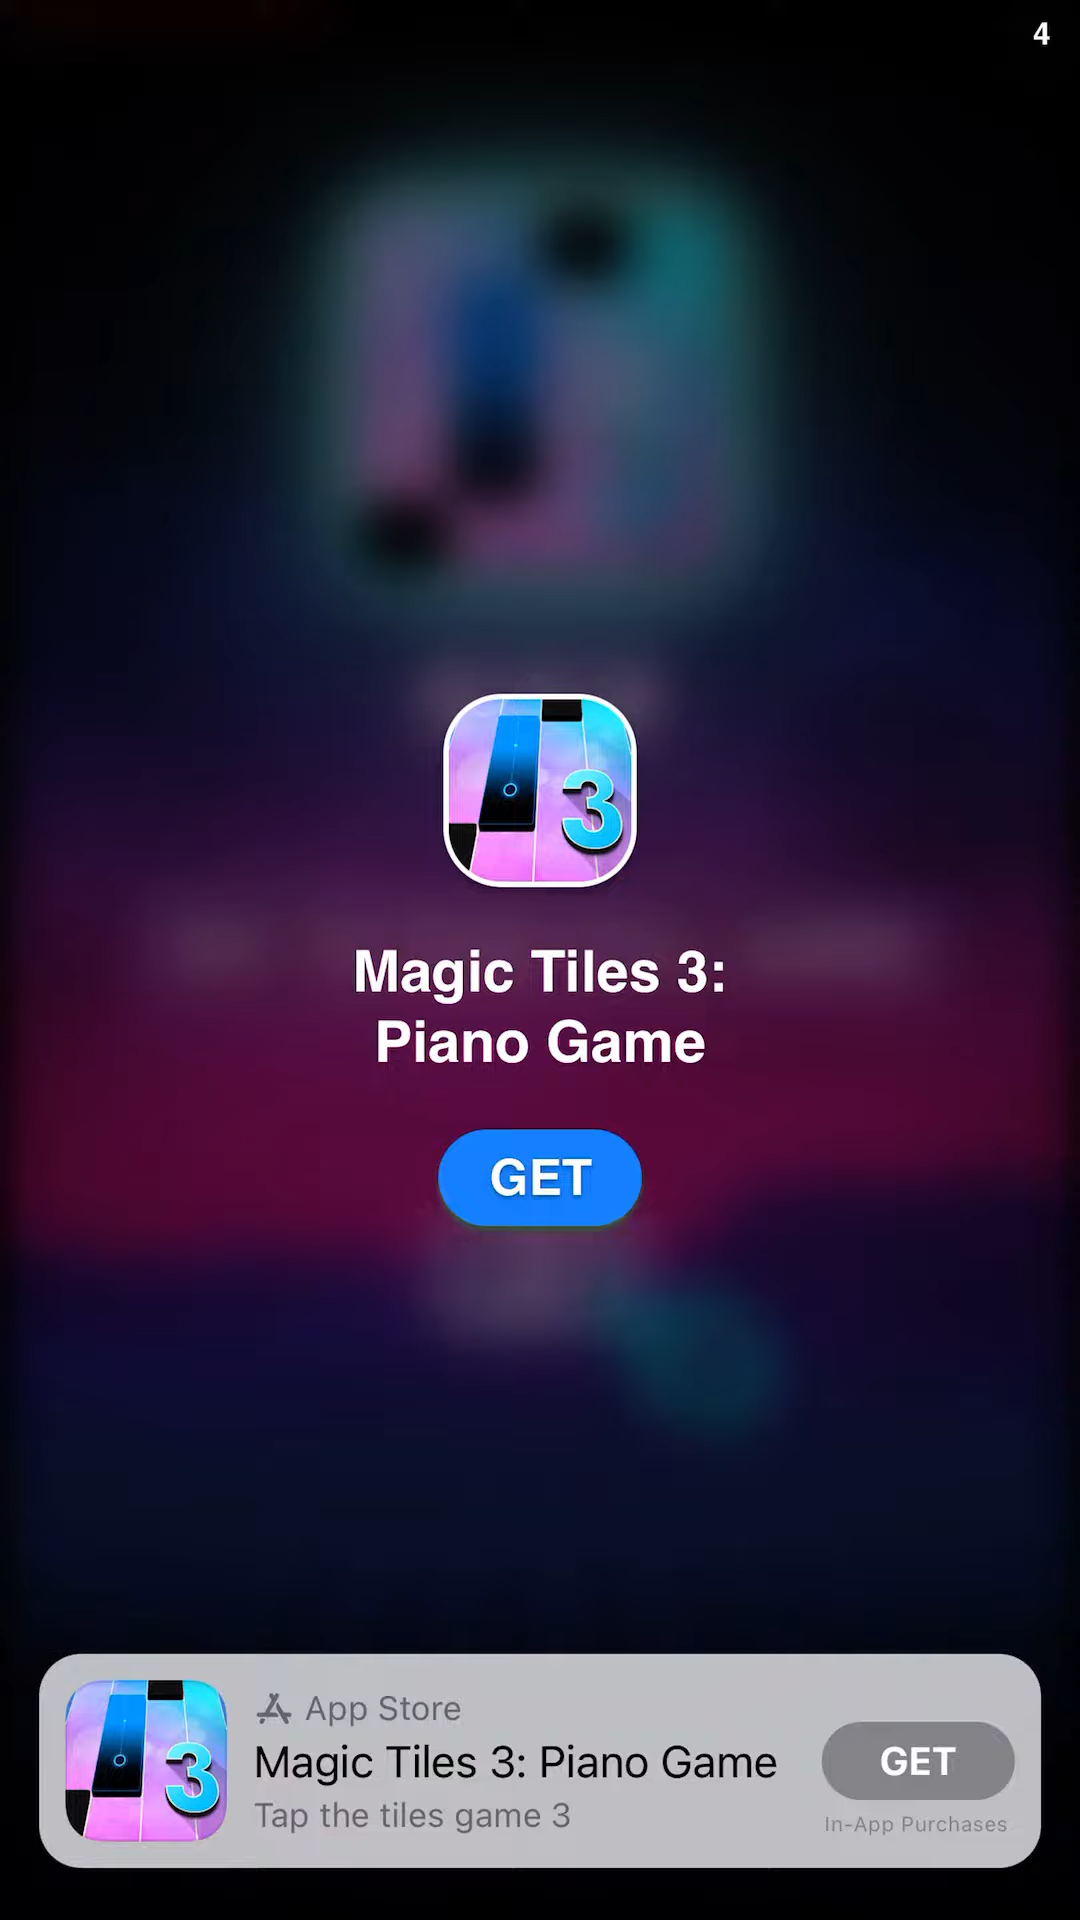 4
3
Magic Tiles 3:
Piano Game
GET
3
App Store
Magic Tiles 3: Piano Game
Tap the tiles game 3
GET
In-App Purchases